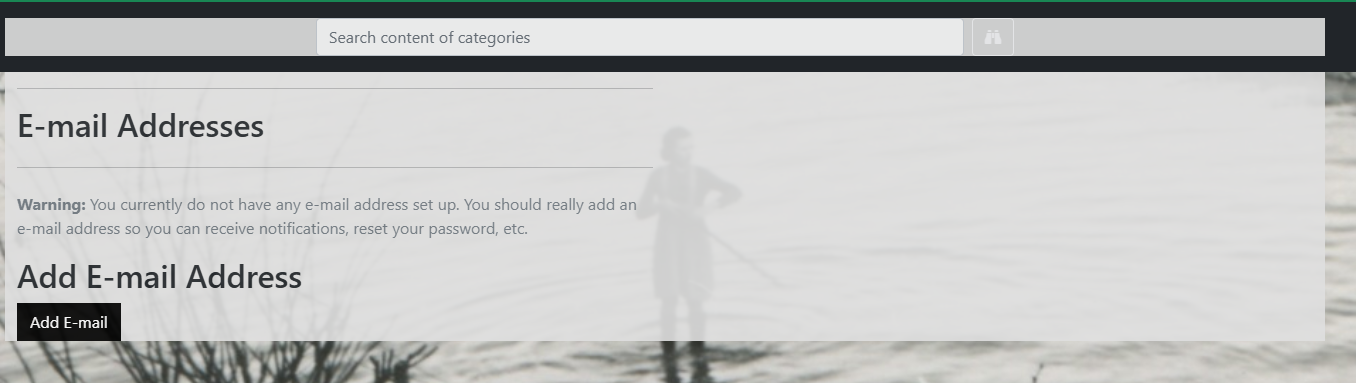 Search content of categories
E-mail Addresses
Warning: You currently do not have any e-mail address set up. You should really add an
e-mail address so you can receive notifications, reset your password, etc.
Add E-mail Address
Add E-mail